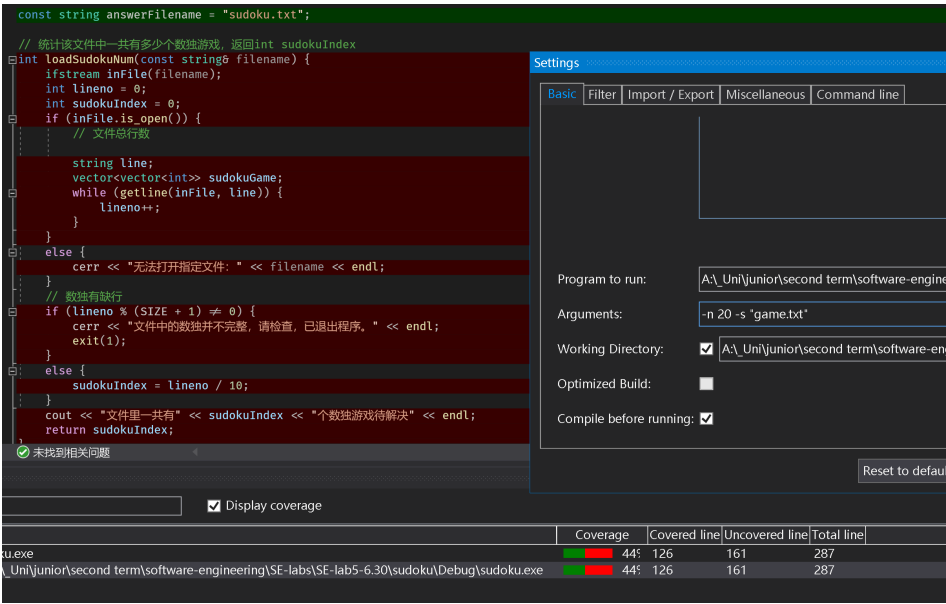 const string answerFilename = "sudoku.txt";
// 统计该文件中一共有多少个数独游戏，返回int sudokuIndex
int loadSudokuNum(const string& filename) {
ifstream inFile(filename);
int lineno = 0;
int sudokuIndex = 0;
if (inFile.is_open()) {
// 文件总行数
string line;
vector<vector<int>> sudokuGame;
while (getline(inFile, line)) {
lineno++;
}
}
else {
cerr << "无法打开指定文件：" << filename << endl;
}
// 数独有缺行
if (lineno % (SIZE + 1) ≠ 0) {
cerr << "文件中的数独并不完整，请检查，已退出程序。" << endl;
exit(1);
}
else {
sudokuIndex = lineno / 10;
}
cout << "文件里一共有" << sudokuIndex << "个数独游戏待解决" << endl;
return sudokuIndex;
未找到相关问题
Settings
Basic Filter Import / Export Miscellaneous Command line
Program to run: A:\_Uni\junior\second term\software-engine
Arguments: -n 20 -s "game.txt"
Working Directory: A:\_Uni\junior\second term\software-en
Optimized Build:
Compile before running:
Reset to defau
Display coverage
Coverage Covered line Uncovered line Total line
ku.exe 44% 126 161 287
\_Uni\junior\second term\software-engineering\SE-labs\SE-lab5-6.30\sudoku\Debug\sudoku.exe 44% 126 161 287